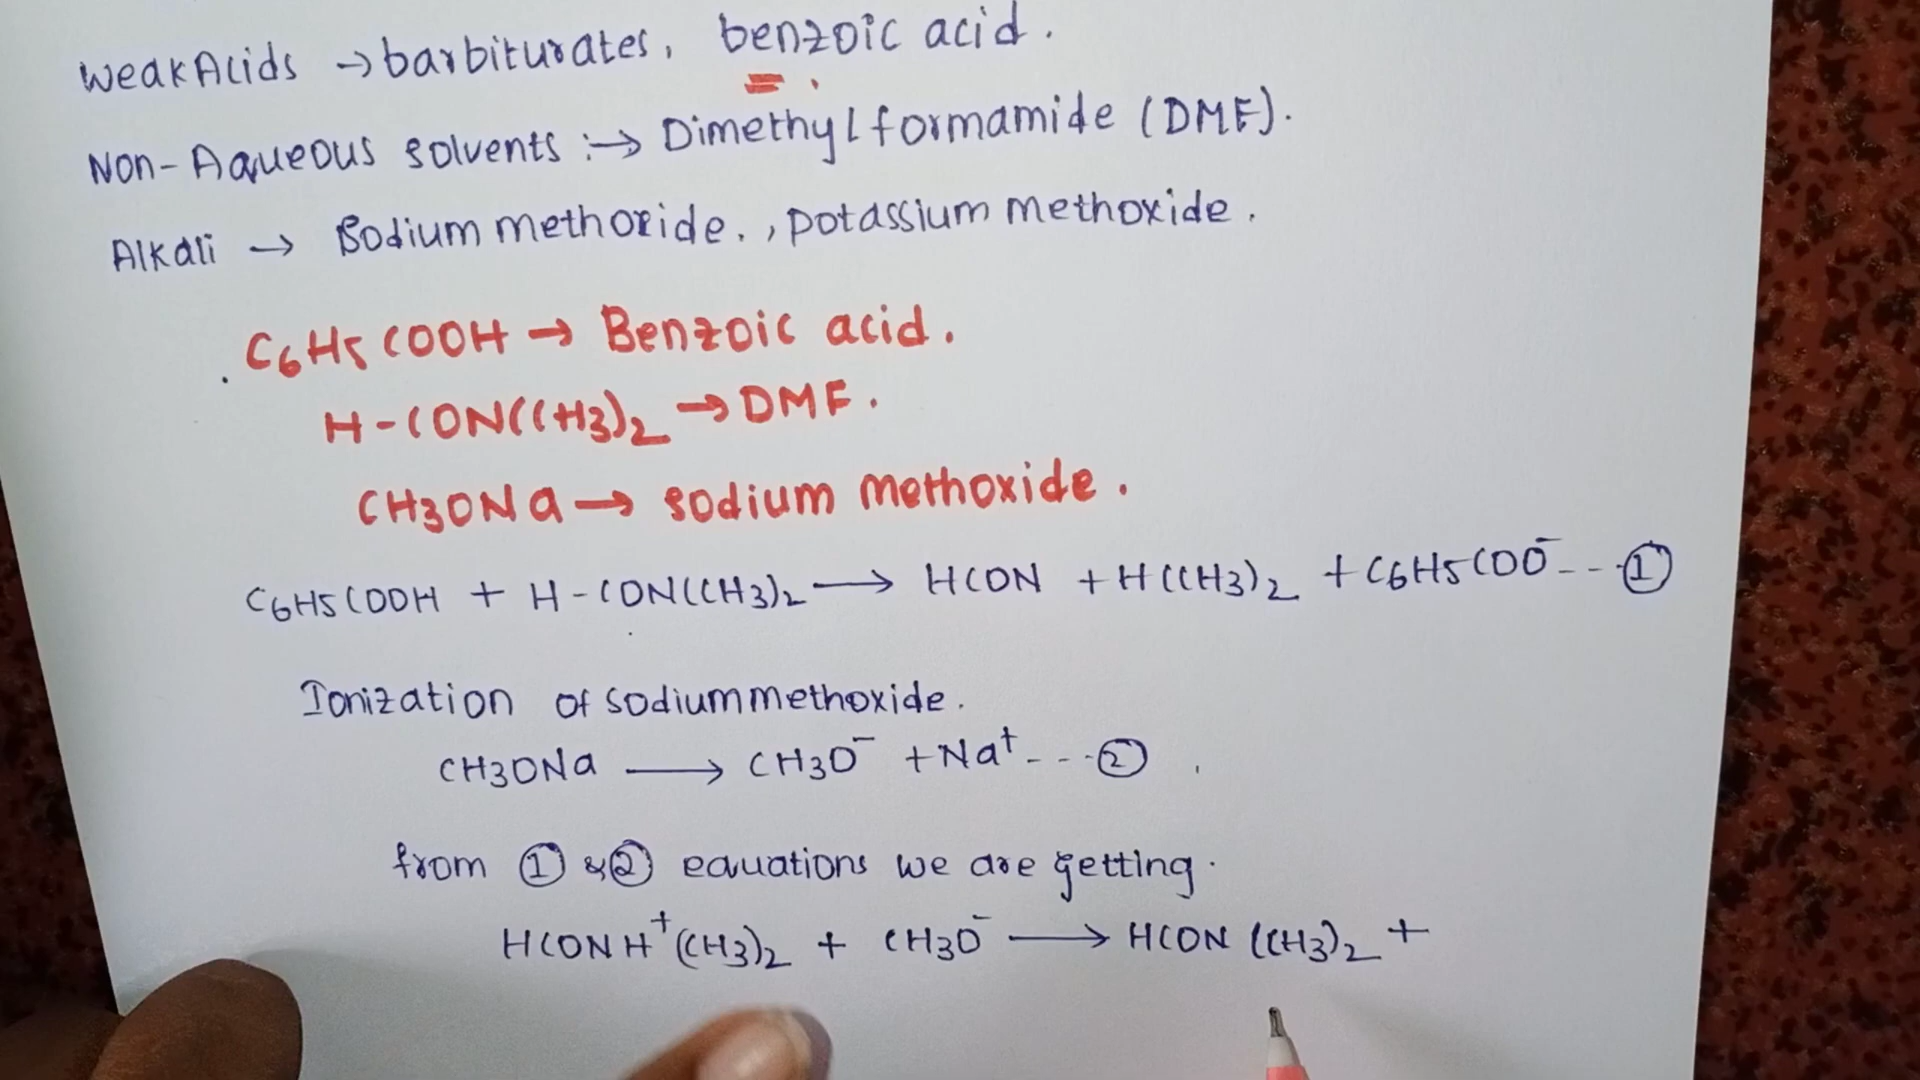 Weak Acids → barbiturates, benzoic acid.
Non-Aqueous solvents :→ Dimethyl formamide (DMF).
Alkali → Sodium methoxide., potassium methoxide.
C6H5COOH → Benzoic acid.
H-CON(CH3)2 → DMF.
CH3ONa → sodium methoxide.
C6H5COOH + H-CON(CH3)2 → HCON +H(CH3)2 + C6H5COO⁻ --- ①
Ionization of sodium methoxide.
CH3ONa → CH3O⁻ + Na⁺ --- ②
from ① & ② equations we are getting.
HCONH⁺(CH3)2 + CH3O⁻ → HCON(CH3)2 +